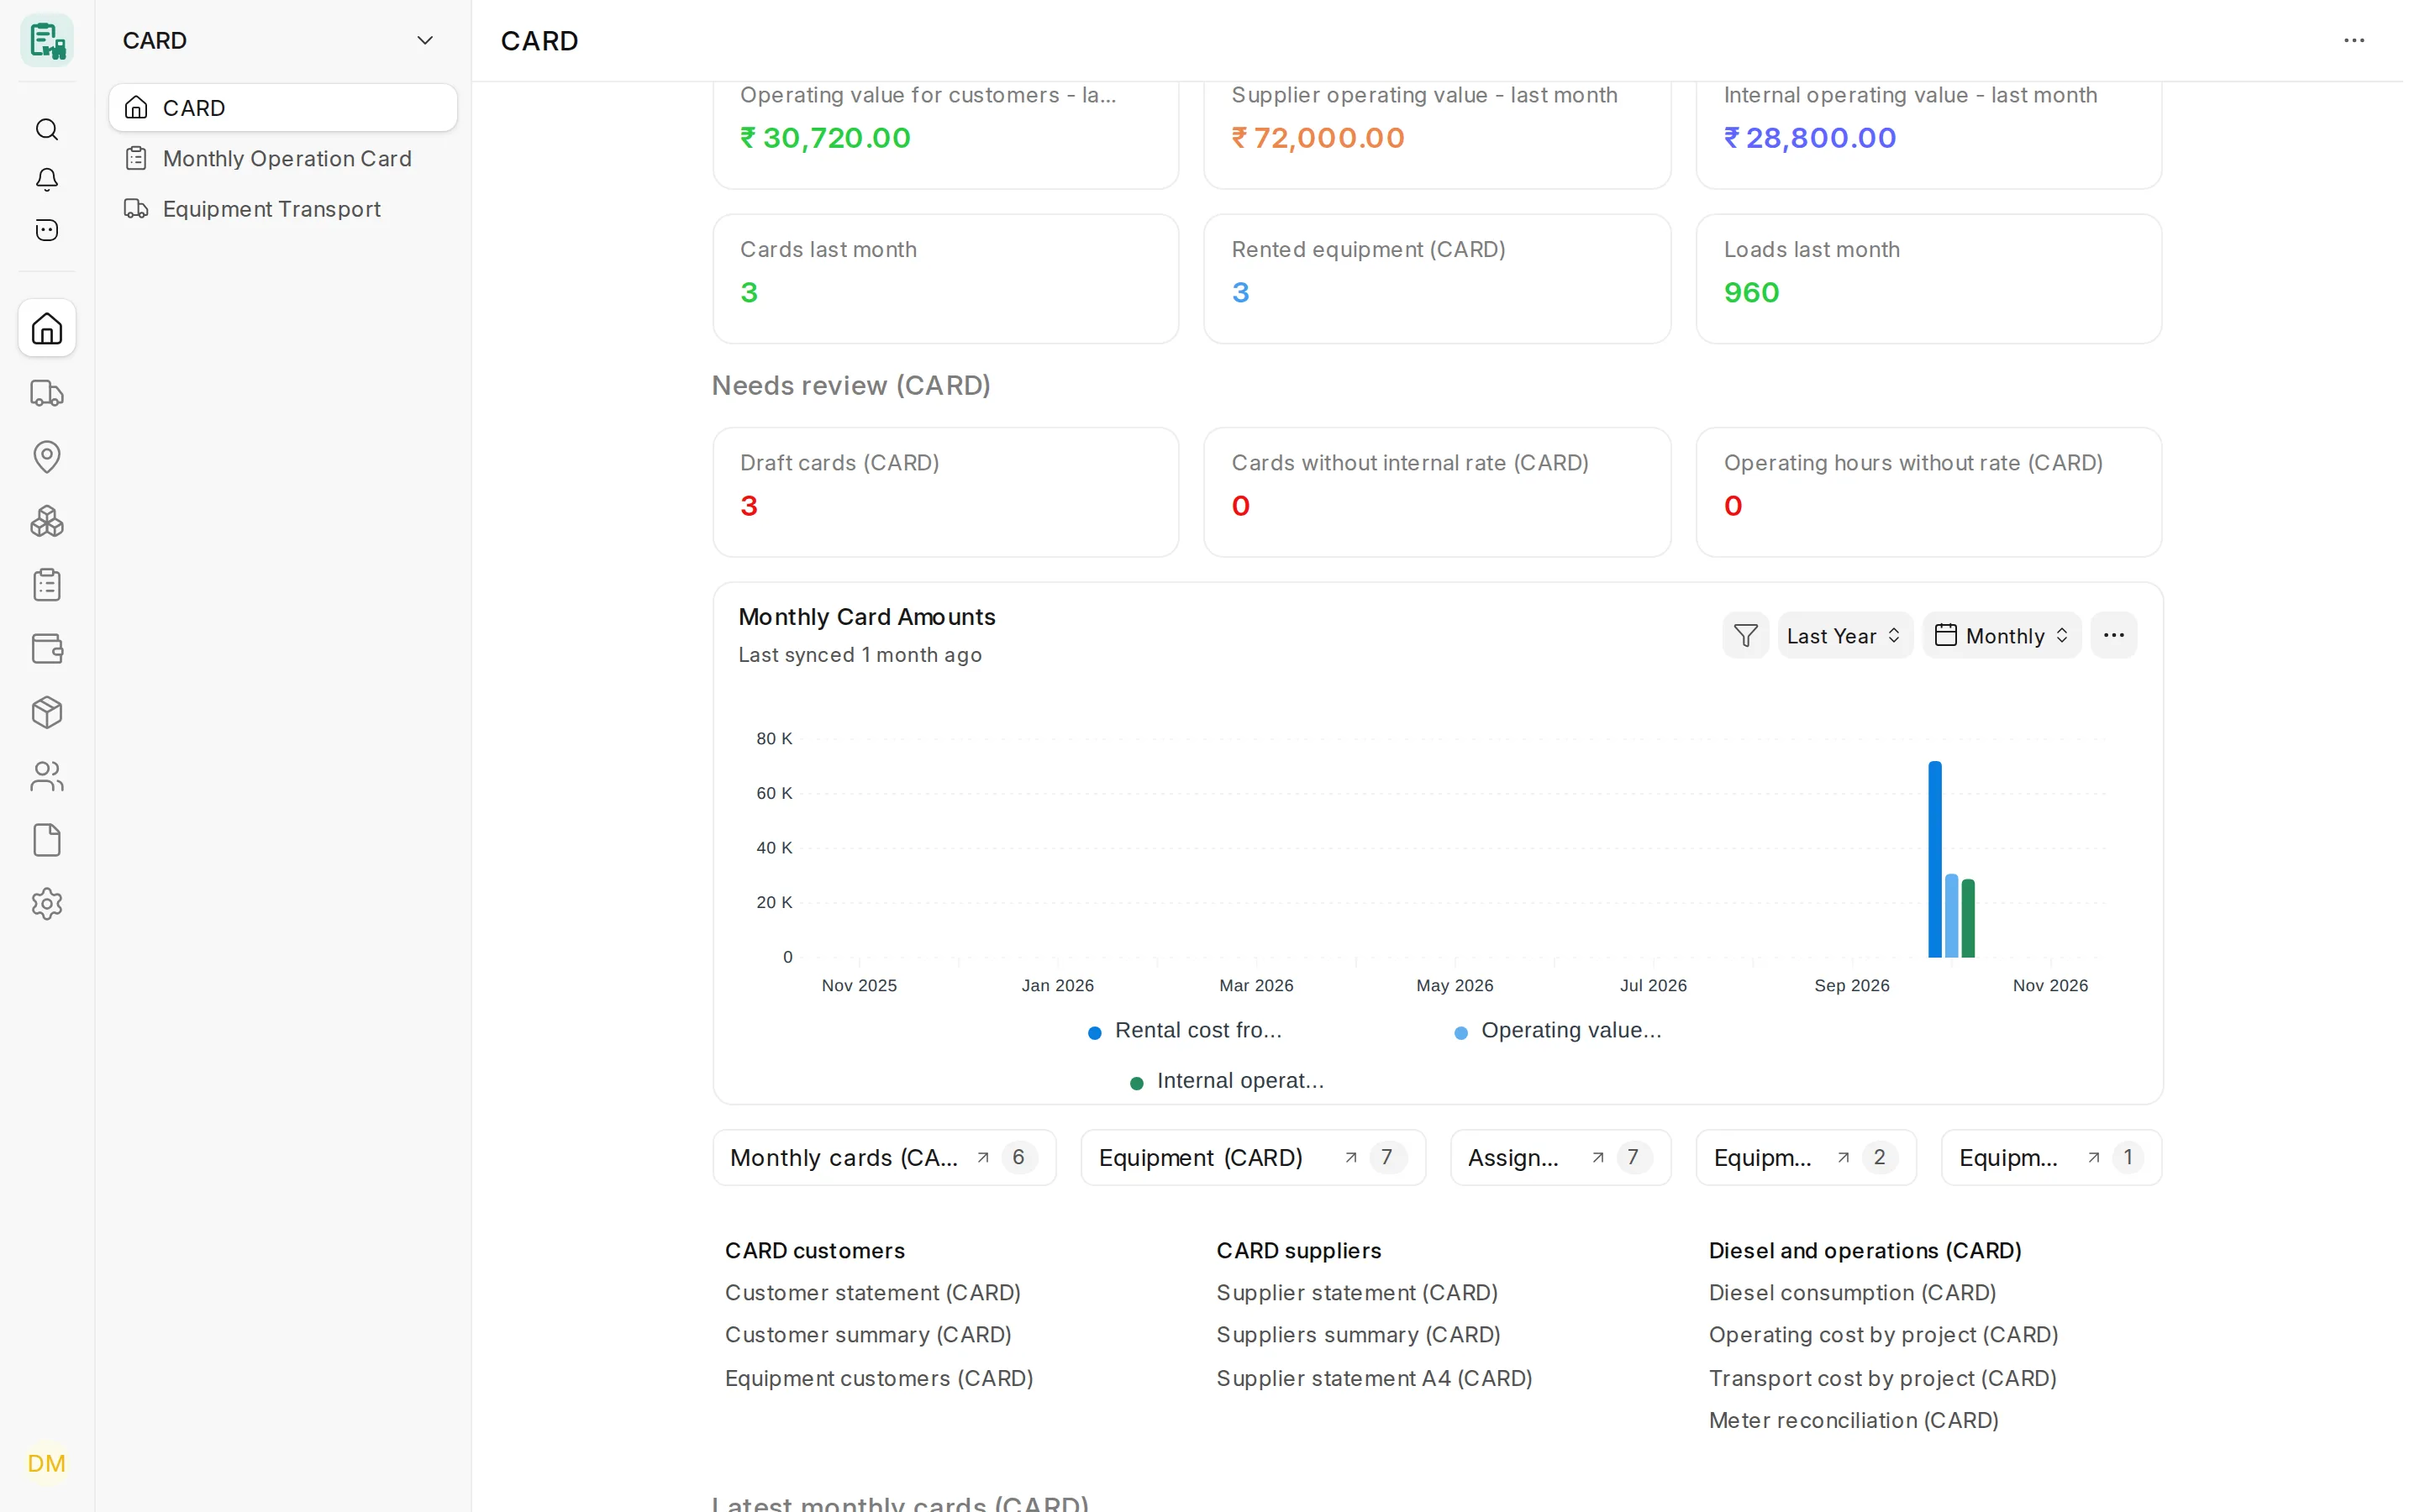 CARD
CARD
CARD
Monthly Operation Card
Equipment Transport
Operating value for customers - la...
₹ 30,720.00
Supplier operating value - last month
₹ 72,000.00
Internal operating value - last month
₹ 28,800.00
Cards last month
3
Rented equipment (CARD)
3
Loads last month
960
Needs review (CARD)
Draft cards (CARD)
3
Cards without internal rate (CARD)
0
Operating hours without rate (CARD)
0
Monthly Card Amounts
Last synced 1 month ago
Last Year
Monthly
80 K
60 K
40 K
20 K
0
Nov 2025 Jan 2026 Mar 2026 May 2026 Jul 2026 Sep 2026 Nov 2026
Rental cost fro...
Operating value...
Internal operat...
Monthly cards (CA... 6
Equipment (CARD) 7
Assign... 7
Equipm... 2
Equipm... 1
CARD customers
Customer statement (CARD)
Customer summary (CARD)
Equipment customers (CARD)
CARD suppliers
Supplier statement (CARD)
Suppliers summary (CARD)
Supplier statement A4 (CARD)
Diesel and operations (CARD)
Diesel consumption (CARD)
Operating cost by project (CARD)
Transport cost by project (CARD)
Meter reconciliation (CARD)
Latest monthly cards (CARD)
DM